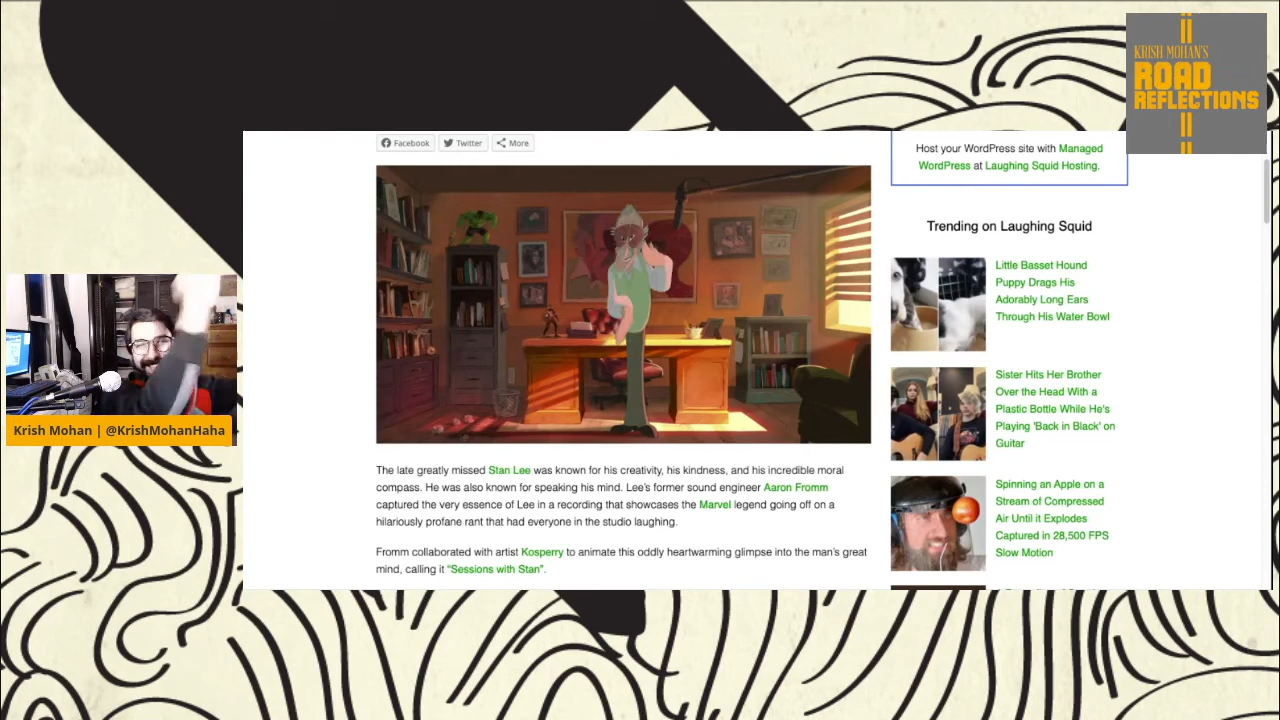 KRISH MOHAN'S
ROAD
REFLECTIONS
Facebook
Twitter
More
Host your WordPress site with Managed
WordPress at Laughing Squid Hosting.
Trending on Laughing Squid
Little Basset Hound
Puppy Drags His
Adorably Long Ears
Through His Water Bowl
Sister Hits Her Brother
Over the Head With a
Plastic Bottle While He's
Playing 'Back in Black' on
Guitar
Spinning an Apple on a
Stream of Compressed
Air Until it Explodes
Captured in 28,500 FPS
Slow Motion
Krish Mohan | @KrishMohanHaha
The late greatly missed Stan Lee was known for his creativity, his kindness, and his incredible moral
compass. He was also known for speaking his mind. Lee's former sound engineer Aaron Fromm
captured the very essence of Lee in a recording that showcases the Marvel legend going off on a
hilariously profane rant that had everyone in the studio laughing.
Fromm collaborated with artist Kosperry to animate this oddly heartwarming glimpse into the man's great
mind, calling it "Sessions with Stan".